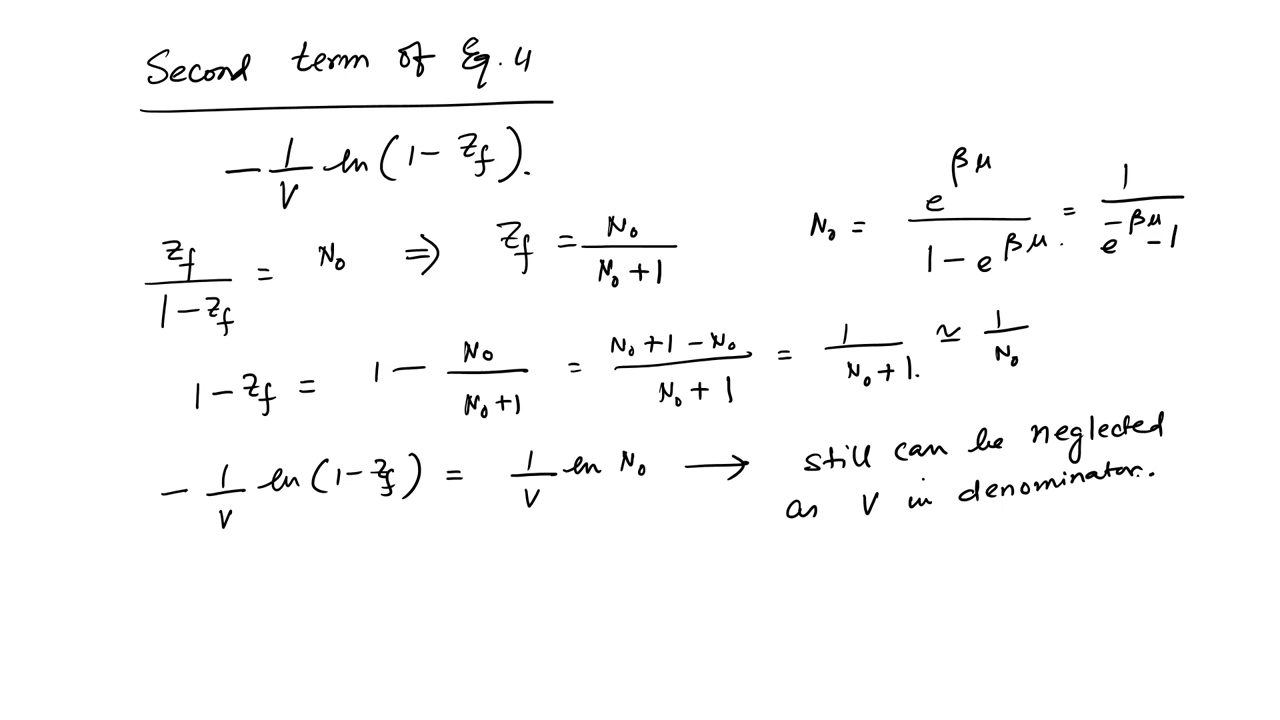 Second term of Eq. 4
- 1/V ln(1 - z_f).
z_f/(1 - z_f) = N₀ ⇒ z_f = N₀/(N₀ + 1)
N₀ = e^{βμ}/(1 - e^{βμ}) . = 1/(e^{-βμ} - 1)
1 - z_f = 1 - N₀/(N₀ + 1) = (N₀ + 1 - N₀)/(N₀ + 1) = 1/(N₀ + 1.) ≃ 1/N₀
- 1/V ln(1 - z_f) = 1/V ln N₀ ⟶ still can be neglected
as V in denominator..